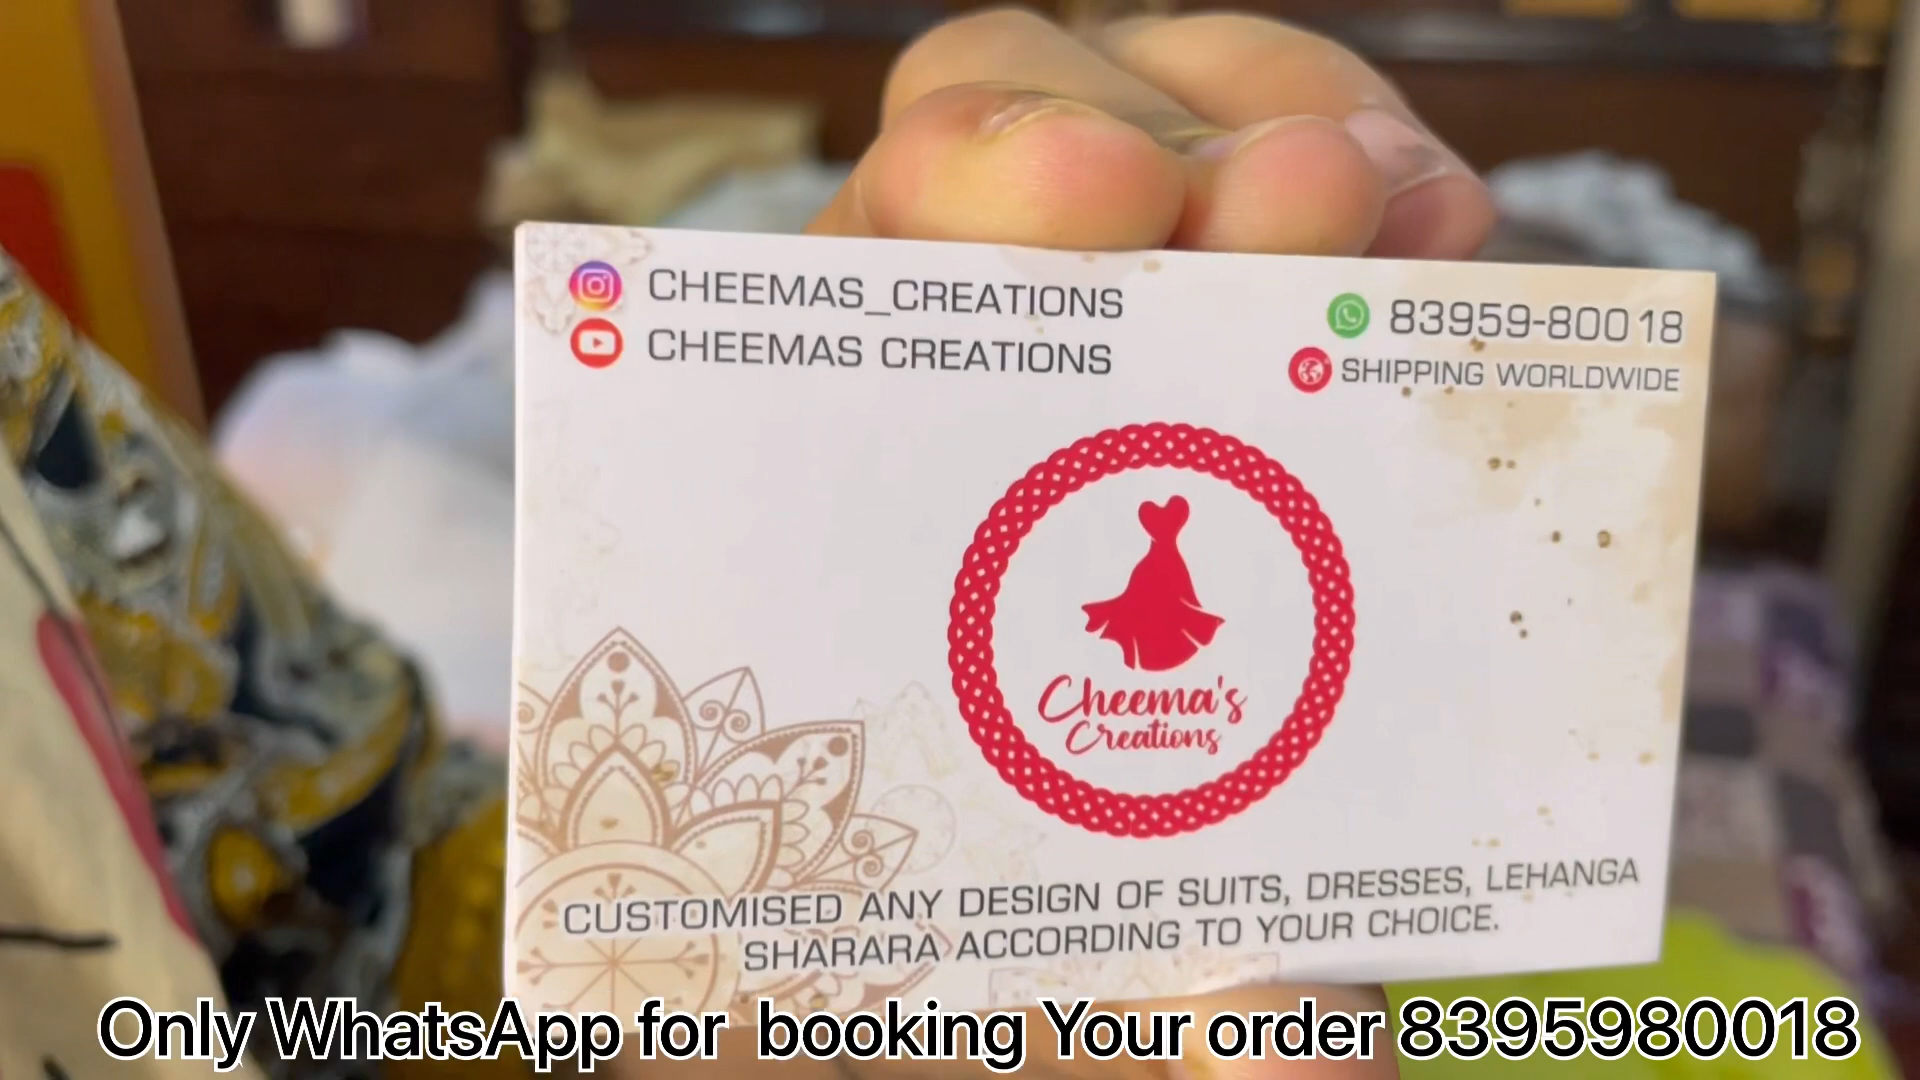 CHEEMAS_CREATIONS
CHEEMAS CREATIONS
83959-80018
SHIPPING WORLDWIDE
Cheema's
Creations
CUSTOMISED ANY DESIGN OF SUITS, DRESSES, LEHANGA
SHARARA ACCORDING TO YOUR CHOICE.
Only WhatsApp for booking Your order 8395980018